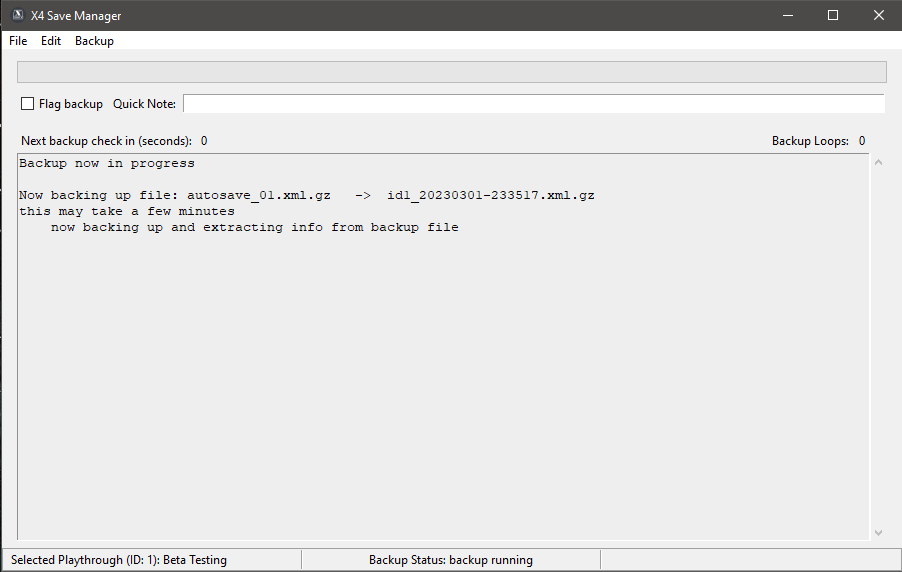 X4 Save Manager
File Edit Backup
Flag backup Quick Note:
Next backup check in (seconds): 0 Backup Loops: 0
Backup now in progress
Now backing up file: autosave_01.xml.gz -> id1_20230301-233517.xml.gz
this may take a few minutes
now backing up and extracting info from backup file
Selected Playthrough (ID: 1): Beta Testing Backup Status: backup running